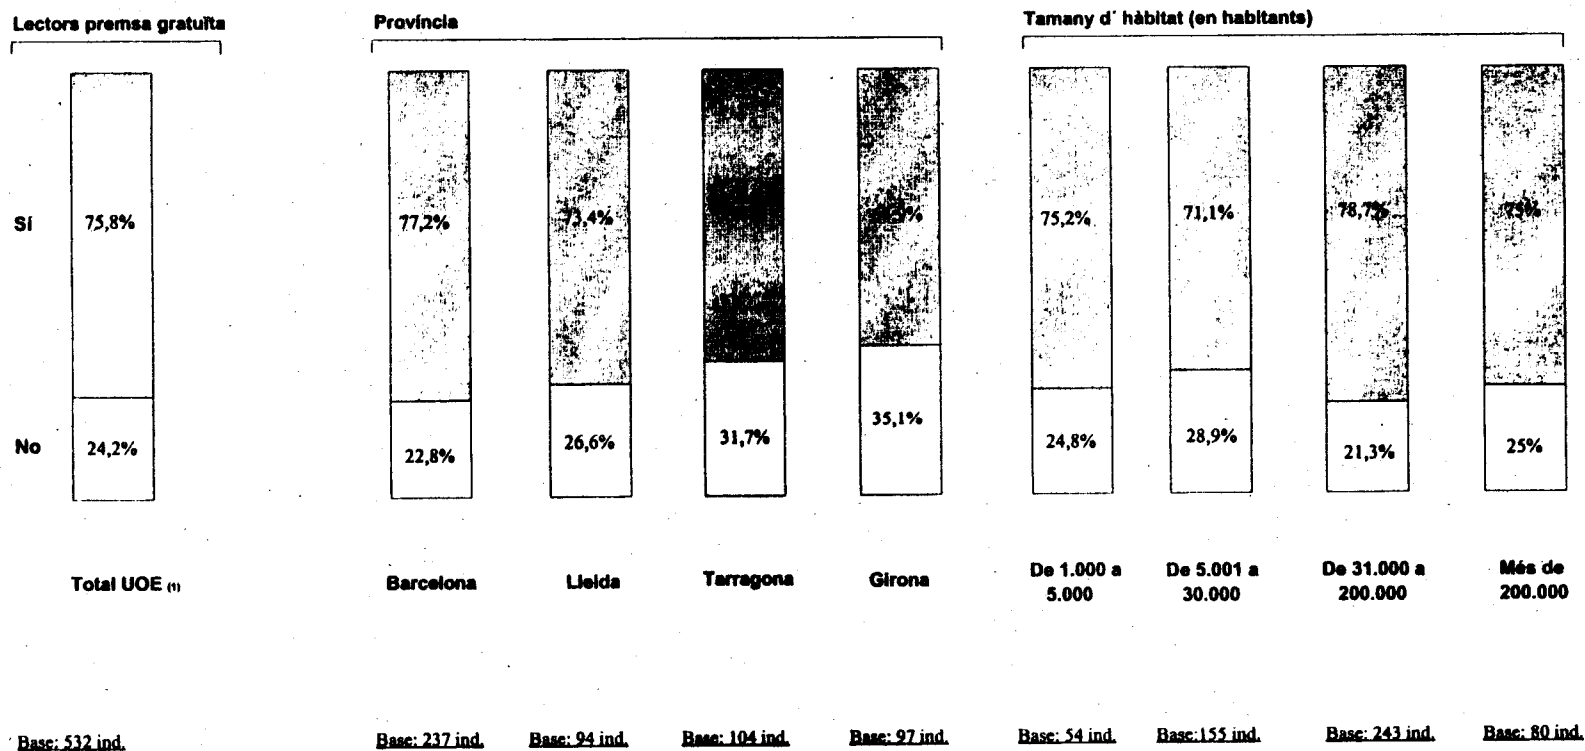 Lectors premsa gratuïta
Província
Tamany d´ hàbitat (en habitants)
Sí
75,8%
77,2%
73,4%
75,2%
71,1%
78,7%
75%
No
24,2%
22,8%
26,6%
31,7%
35,1%
24,8%
28,9%
21,3%
25%
Total UOE (1)
Barcelona
Lleida
Tarragona
Girona
De 1.000 a
5.000
De 5.001 a
30.000
De 31.000 a
200.000
Més de
200.000
Base: 532 ind.
Base: 237 ind.
Base: 94 ind.
Base: 104 ind.
Base: 97 ind.
Base: 54 ind.
Base:155 ind.
Base: 243 ind.
Base: 80 ind.